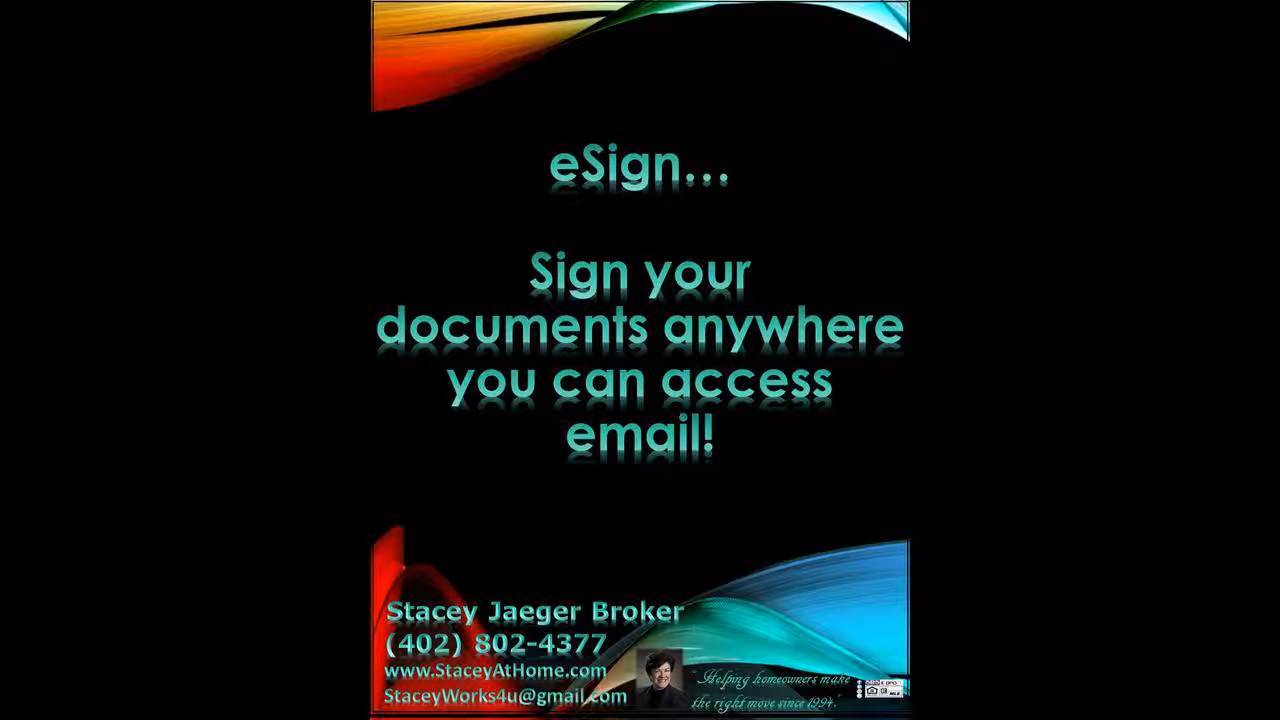 eSign...
Sign your
documents anywhere
you can access
email!
Stacey Jaeger Broker
(402) 802-4377
www.StaceyAtHome.com
StaceyWorks4u@gmail.com
"Helping homeowners make
the right move since 1994."